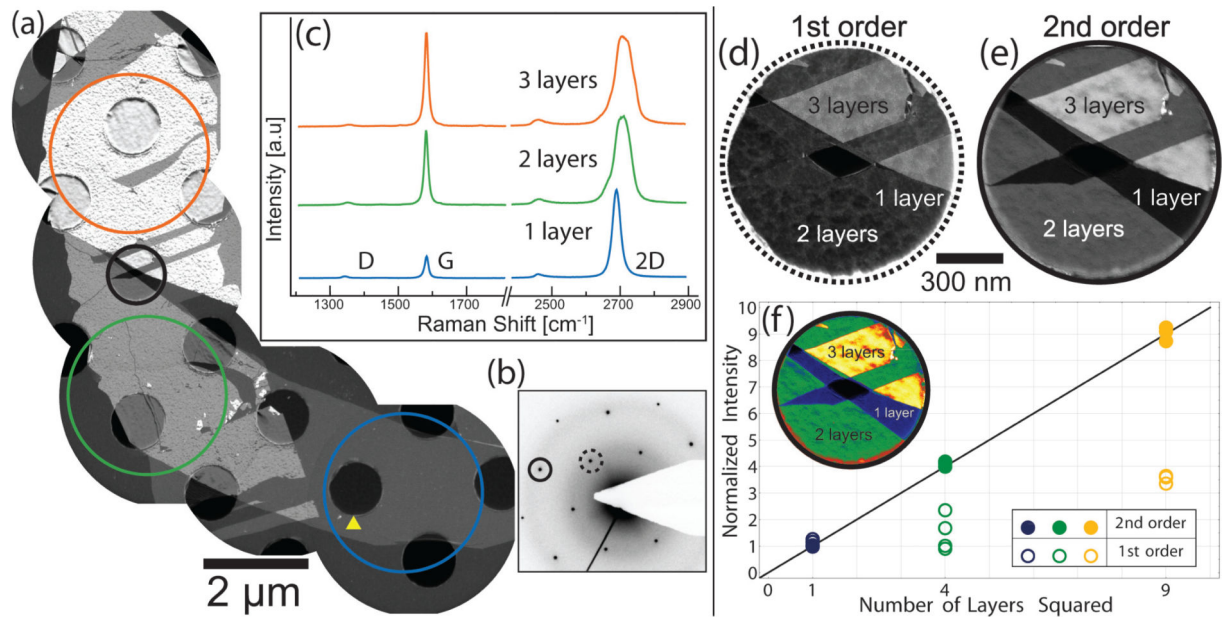 (a)
2 μm
(b)
(c)
Intensity [a.u]
3 layers
2 layers
1 layer
D
G
2D
1300
1500
1700
2500
2700
2900
Raman Shift [cm-1]
1st order
(d)
3 layers
1 layer
2 layers
2nd order
(e)
3 layers
1 layer
2 layers
300 nm
(f)
3 layers
1 layer
2 layers
Normalized Intensity
10
9
8
7
6
5
4
3
2
1
0
0
1
4
9
Number of Layers Squared
2nd order
1st order